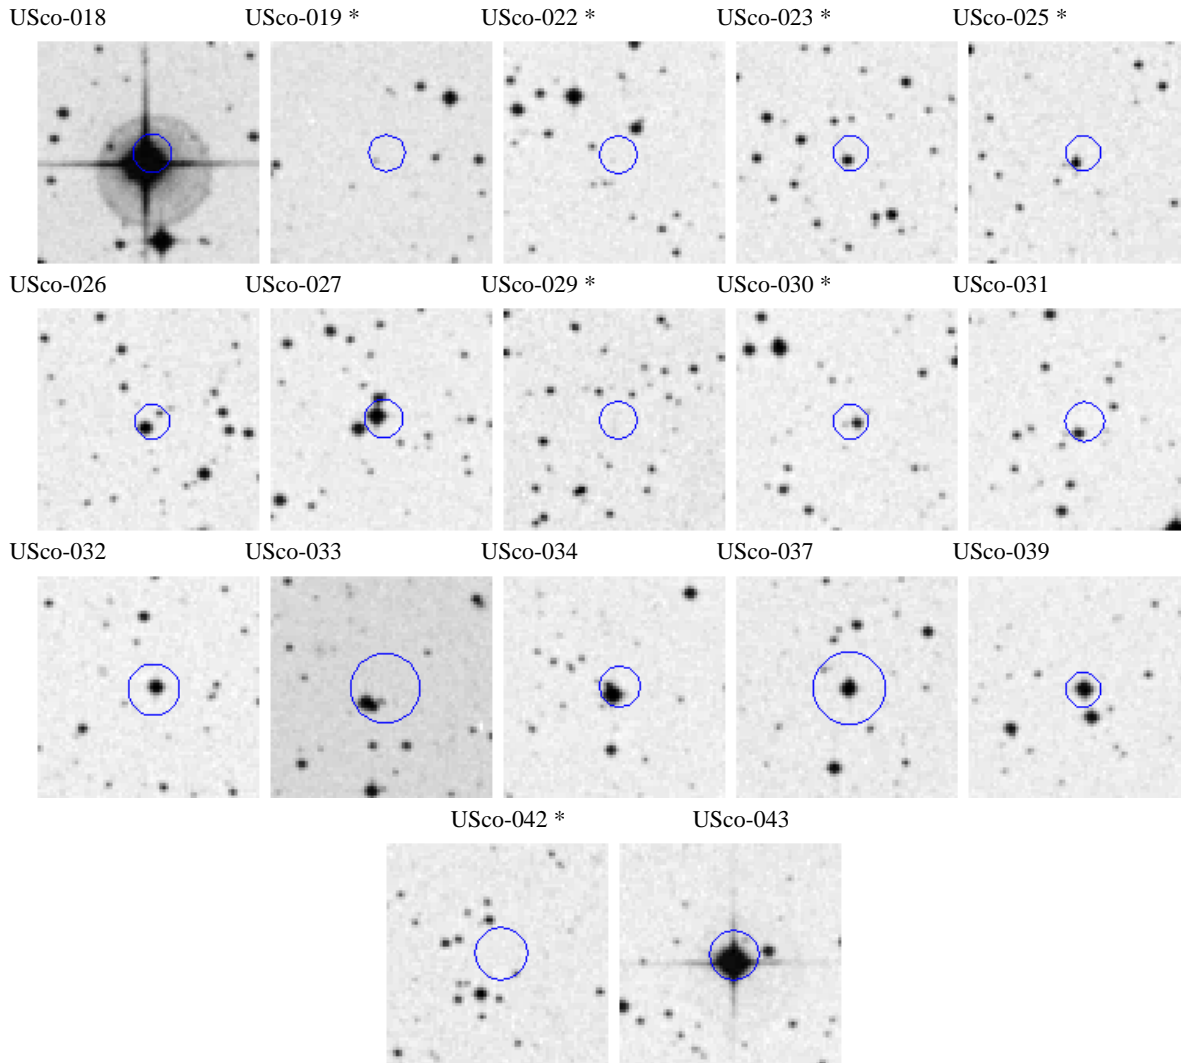 USco-018 USco-019 * USco-022 * USco-023 * USco-025 *
USco-026 USco-027 USco-029 * USco-030 * USco-031
USco-032 USco-033 USco-034 USco-037 USco-039
USco-042 * USco-043